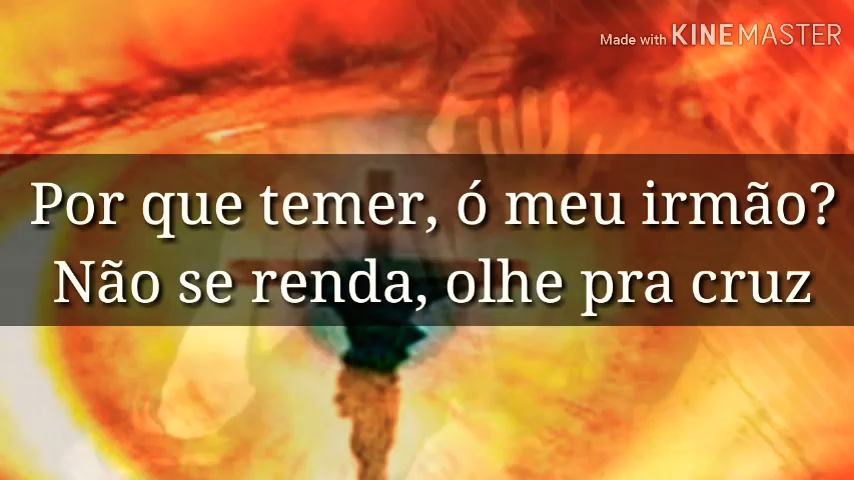 Made with KINEMASTER
Por que temer, ó meu irmão?
Não se renda, olhe pra cruz